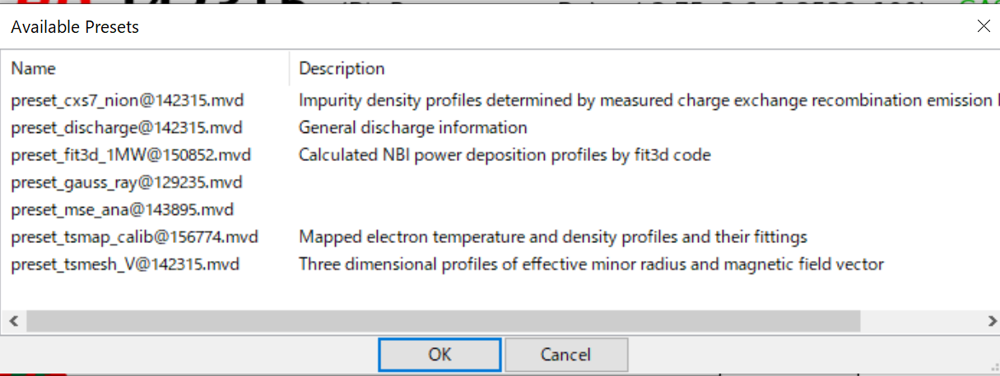 Available Presets
Name Description
preset_cxs7_nion@142315.mvd Impurity density profiles determined by measured charge exchange recombination emission
preset_discharge@142315.mvd General discharge information
preset_fit3d_1MW@150852.mvd Calculated NBI power deposition profiles by fit3d code
preset_gauss_ray@129235.mvd
preset_mse_ana@143895.mvd
preset_tsmap_calib@156774.mvd Mapped electron temperature and density profiles and their fittings
preset_tsmesh_V@142315.mvd Three dimensional profiles of effective minor radius and magnetic field vector
OK Cancel